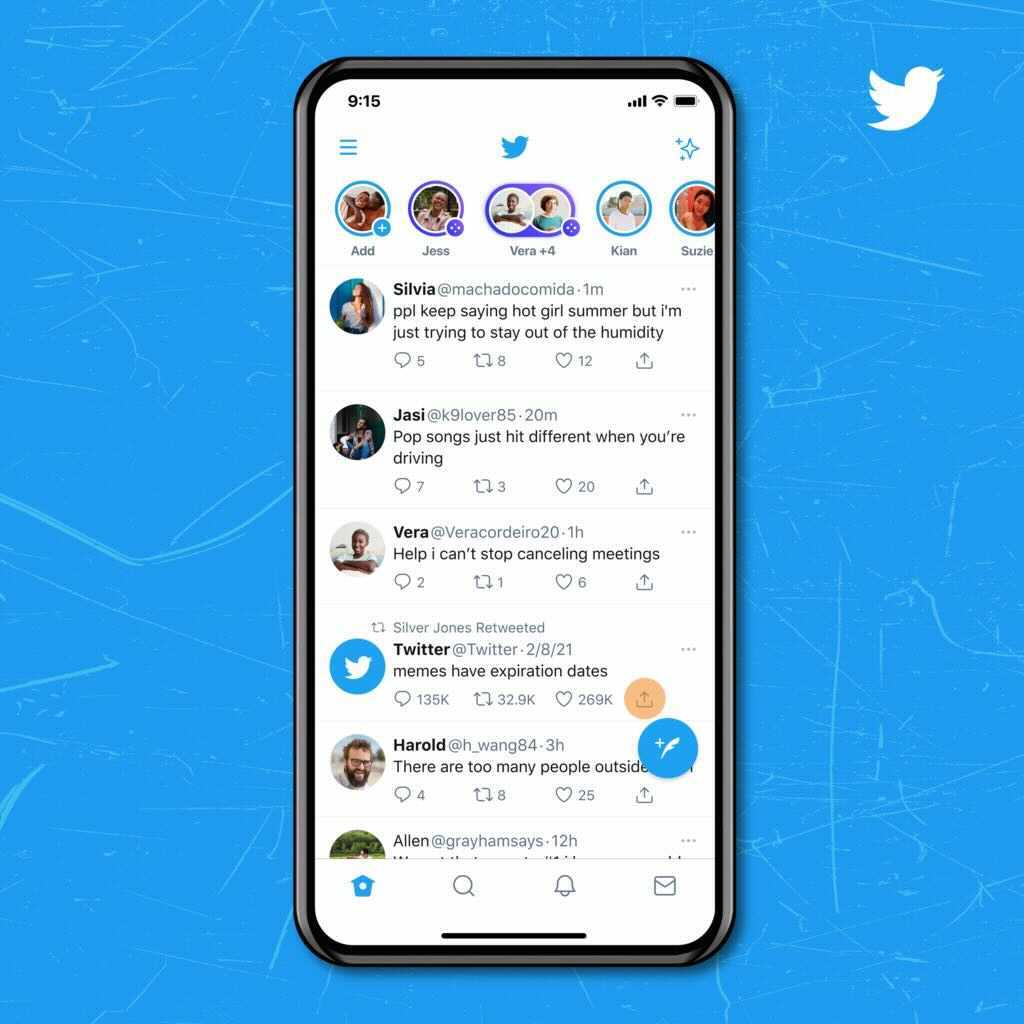 9:15
Add Jess Vera +4 Kian Suzie
Silvia @machadocomida · 1m
ppl keep saying hot girl summer but i'm
just trying to stay out of the humidity
5 8 12
Jasi @k9lover85 · 20m
Pop songs just hit different when you’re
driving
7 3 20
Vera @Veracordeiro20 · 1h
Help i can’t stop canceling meetings
2 1 6
Silver Jones Retweeted
Twitter @Twitter · 2/8/21
memes have expiration dates
135K 32.9K 269K
Harold @h_wang84 · 3h
There are too many people outside
4 8 25
Allen @grayhamsays · 12h